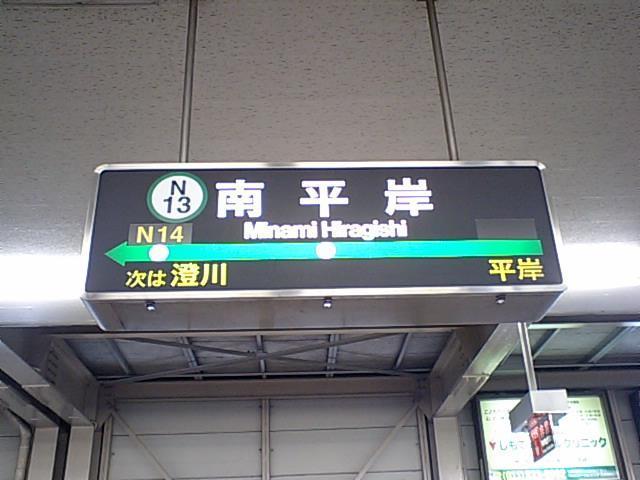 N
13
南平岸
Minami Hiragishi
N14
次は 澄川
平岸
クリニック